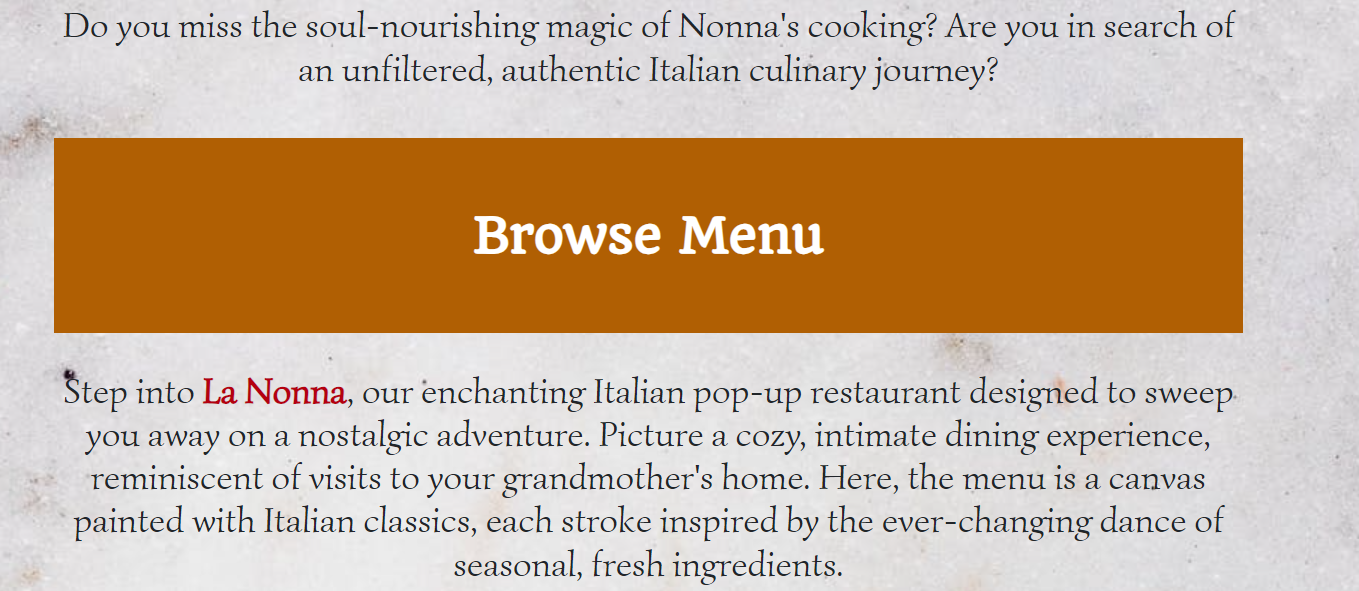 Do you miss the soul-nourishing magic of Nonna's cooking? Are you in search of
an unfiltered, authentic Italian culinary journey?
Browse Menu
Step into La Nonna, our enchanting Italian pop-up restaurant designed to sweep
you away on a nostalgic adventure. Picture a cozy, intimate dining experience,
reminiscent of visits to your grandmother's home. Here, the menu is a canvas
painted with Italian classics, each stroke inspired by the ever-changing dance of
seasonal, fresh ingredients.